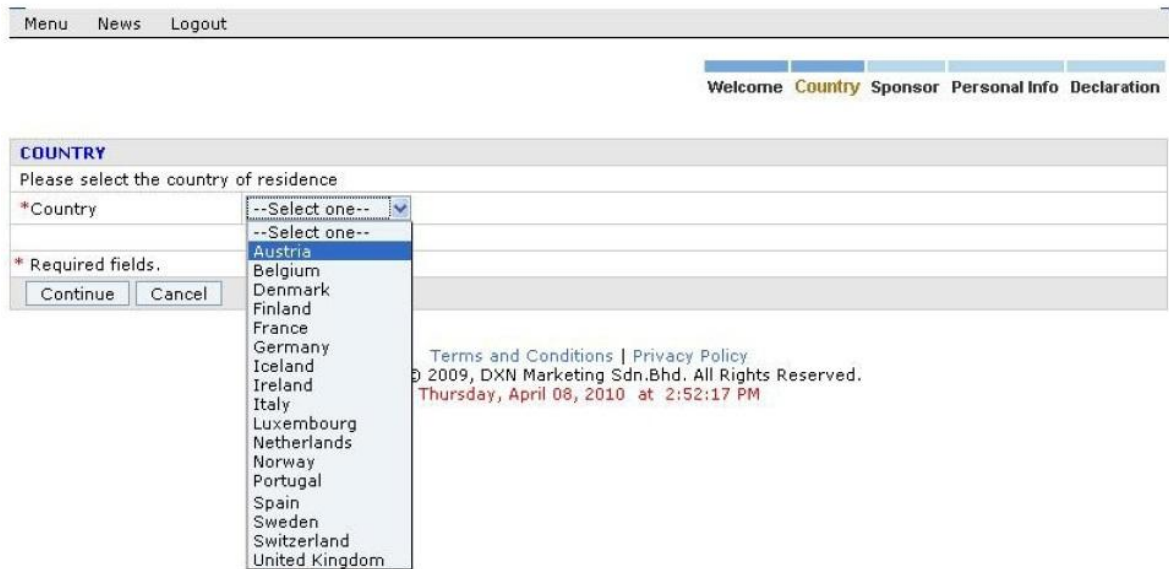 Menu News Logout
Welcome Country Sponsor Personal Info Declaration
COUNTRY
Please select the country of residence
*Country --Select one--
--Select one--
Austria
* Required fields.
Belgium
Continue Cancel
Denmark
Finland
France
Germany
Iceland
Ireland
Italy
Luxembourg
Netherlands
Norway
Portugal
Spain
Sweden
Switzerland
United Kingdom
Terms and Conditions | Privacy Policy
© 2009, DXN Marketing Sdn.Bhd. All Rights Reserved.
Thursday, April 08, 2010 at 2:52:17 PM